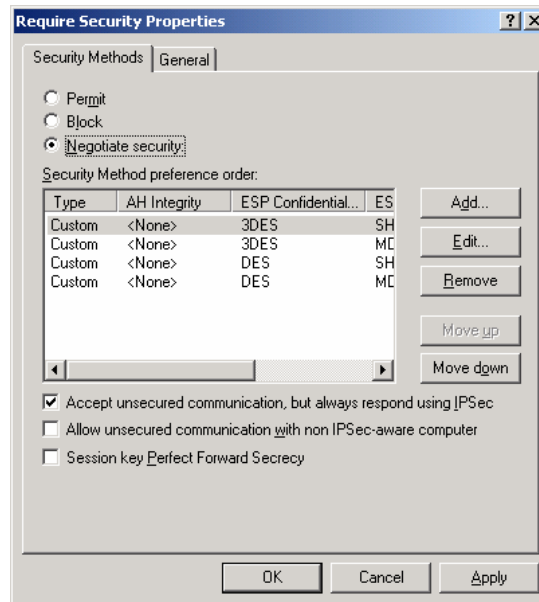 Require Security Properties
Security Methods General
Permit
Block
Negotiate security:
Security Method preference order:
Type AH Integrity ESP Confidential... ES
Custom <None> 3DES SH
Custom <None> 3DES MD
Custom <None> DES SH
Custom <None> DES MD
Add...
Edit...
Remove
Move up
Move down
Accept unsecured communication, but always respond using IPSec
Allow unsecured communication with non IPSec-aware computer
Session key Perfect Forward Secrecy
OK Cancel Apply